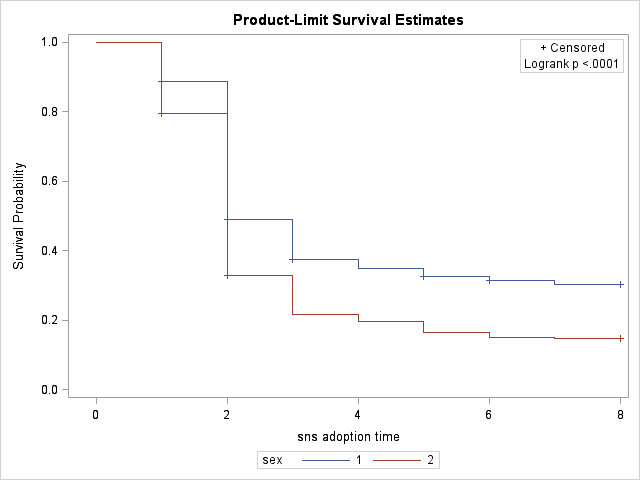 Product-Limit Survival Estimates
+ Censored
Logrank p <.0001
1.0
0.8
0.6
0.4
0.2
0.0
Survival Probability
0 2 4 6 8
sns adoption time
sex 1 2